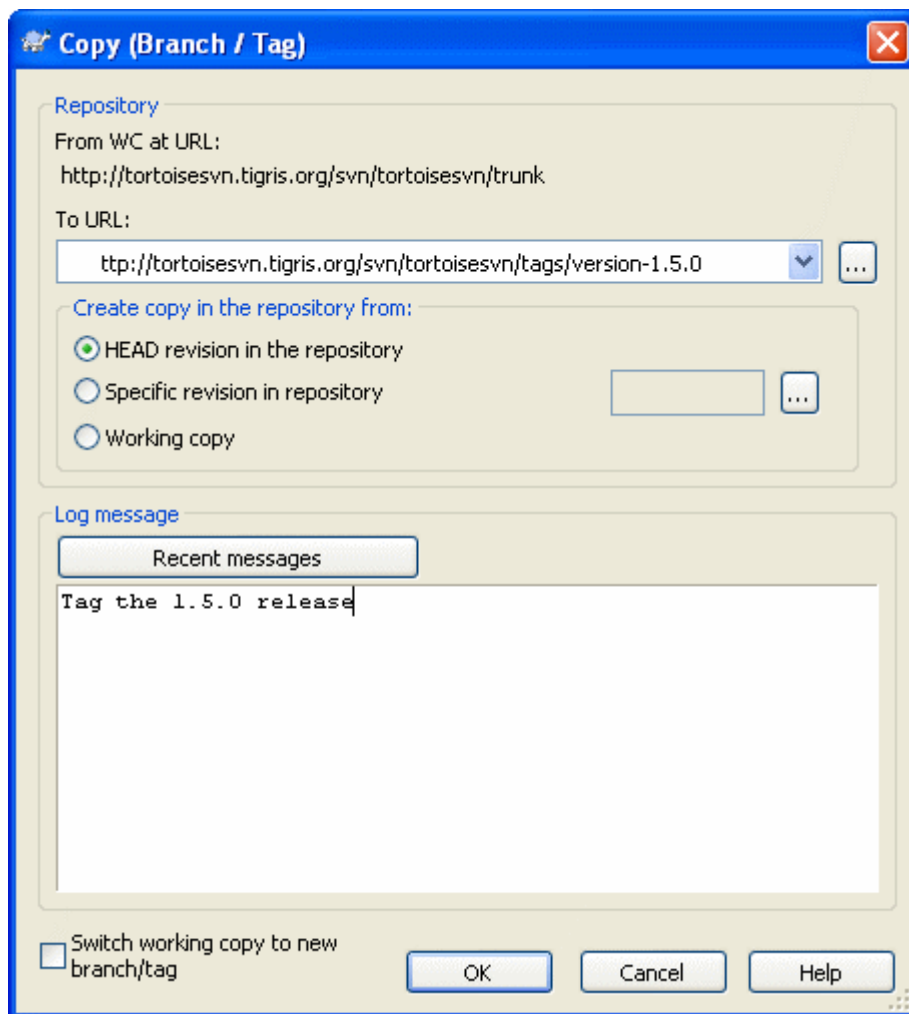 Copy (Branch / Tag)
Repository
From WC at URL:
http://tortoisesvn.tigris.org/svn/tortoisesvn/trunk
To URL:
ttp://tortoisesvn.tigris.org/svn/tortoisesvn/tags/version-1.5.0
...
Create copy in the repository from:
HEAD revision in the repository
Specific revision in repository
...
Working copy
Log message
Recent messages
Tag the 1.5.0 release
Switch working copy to new
branch/tag
OK
Cancel
Help